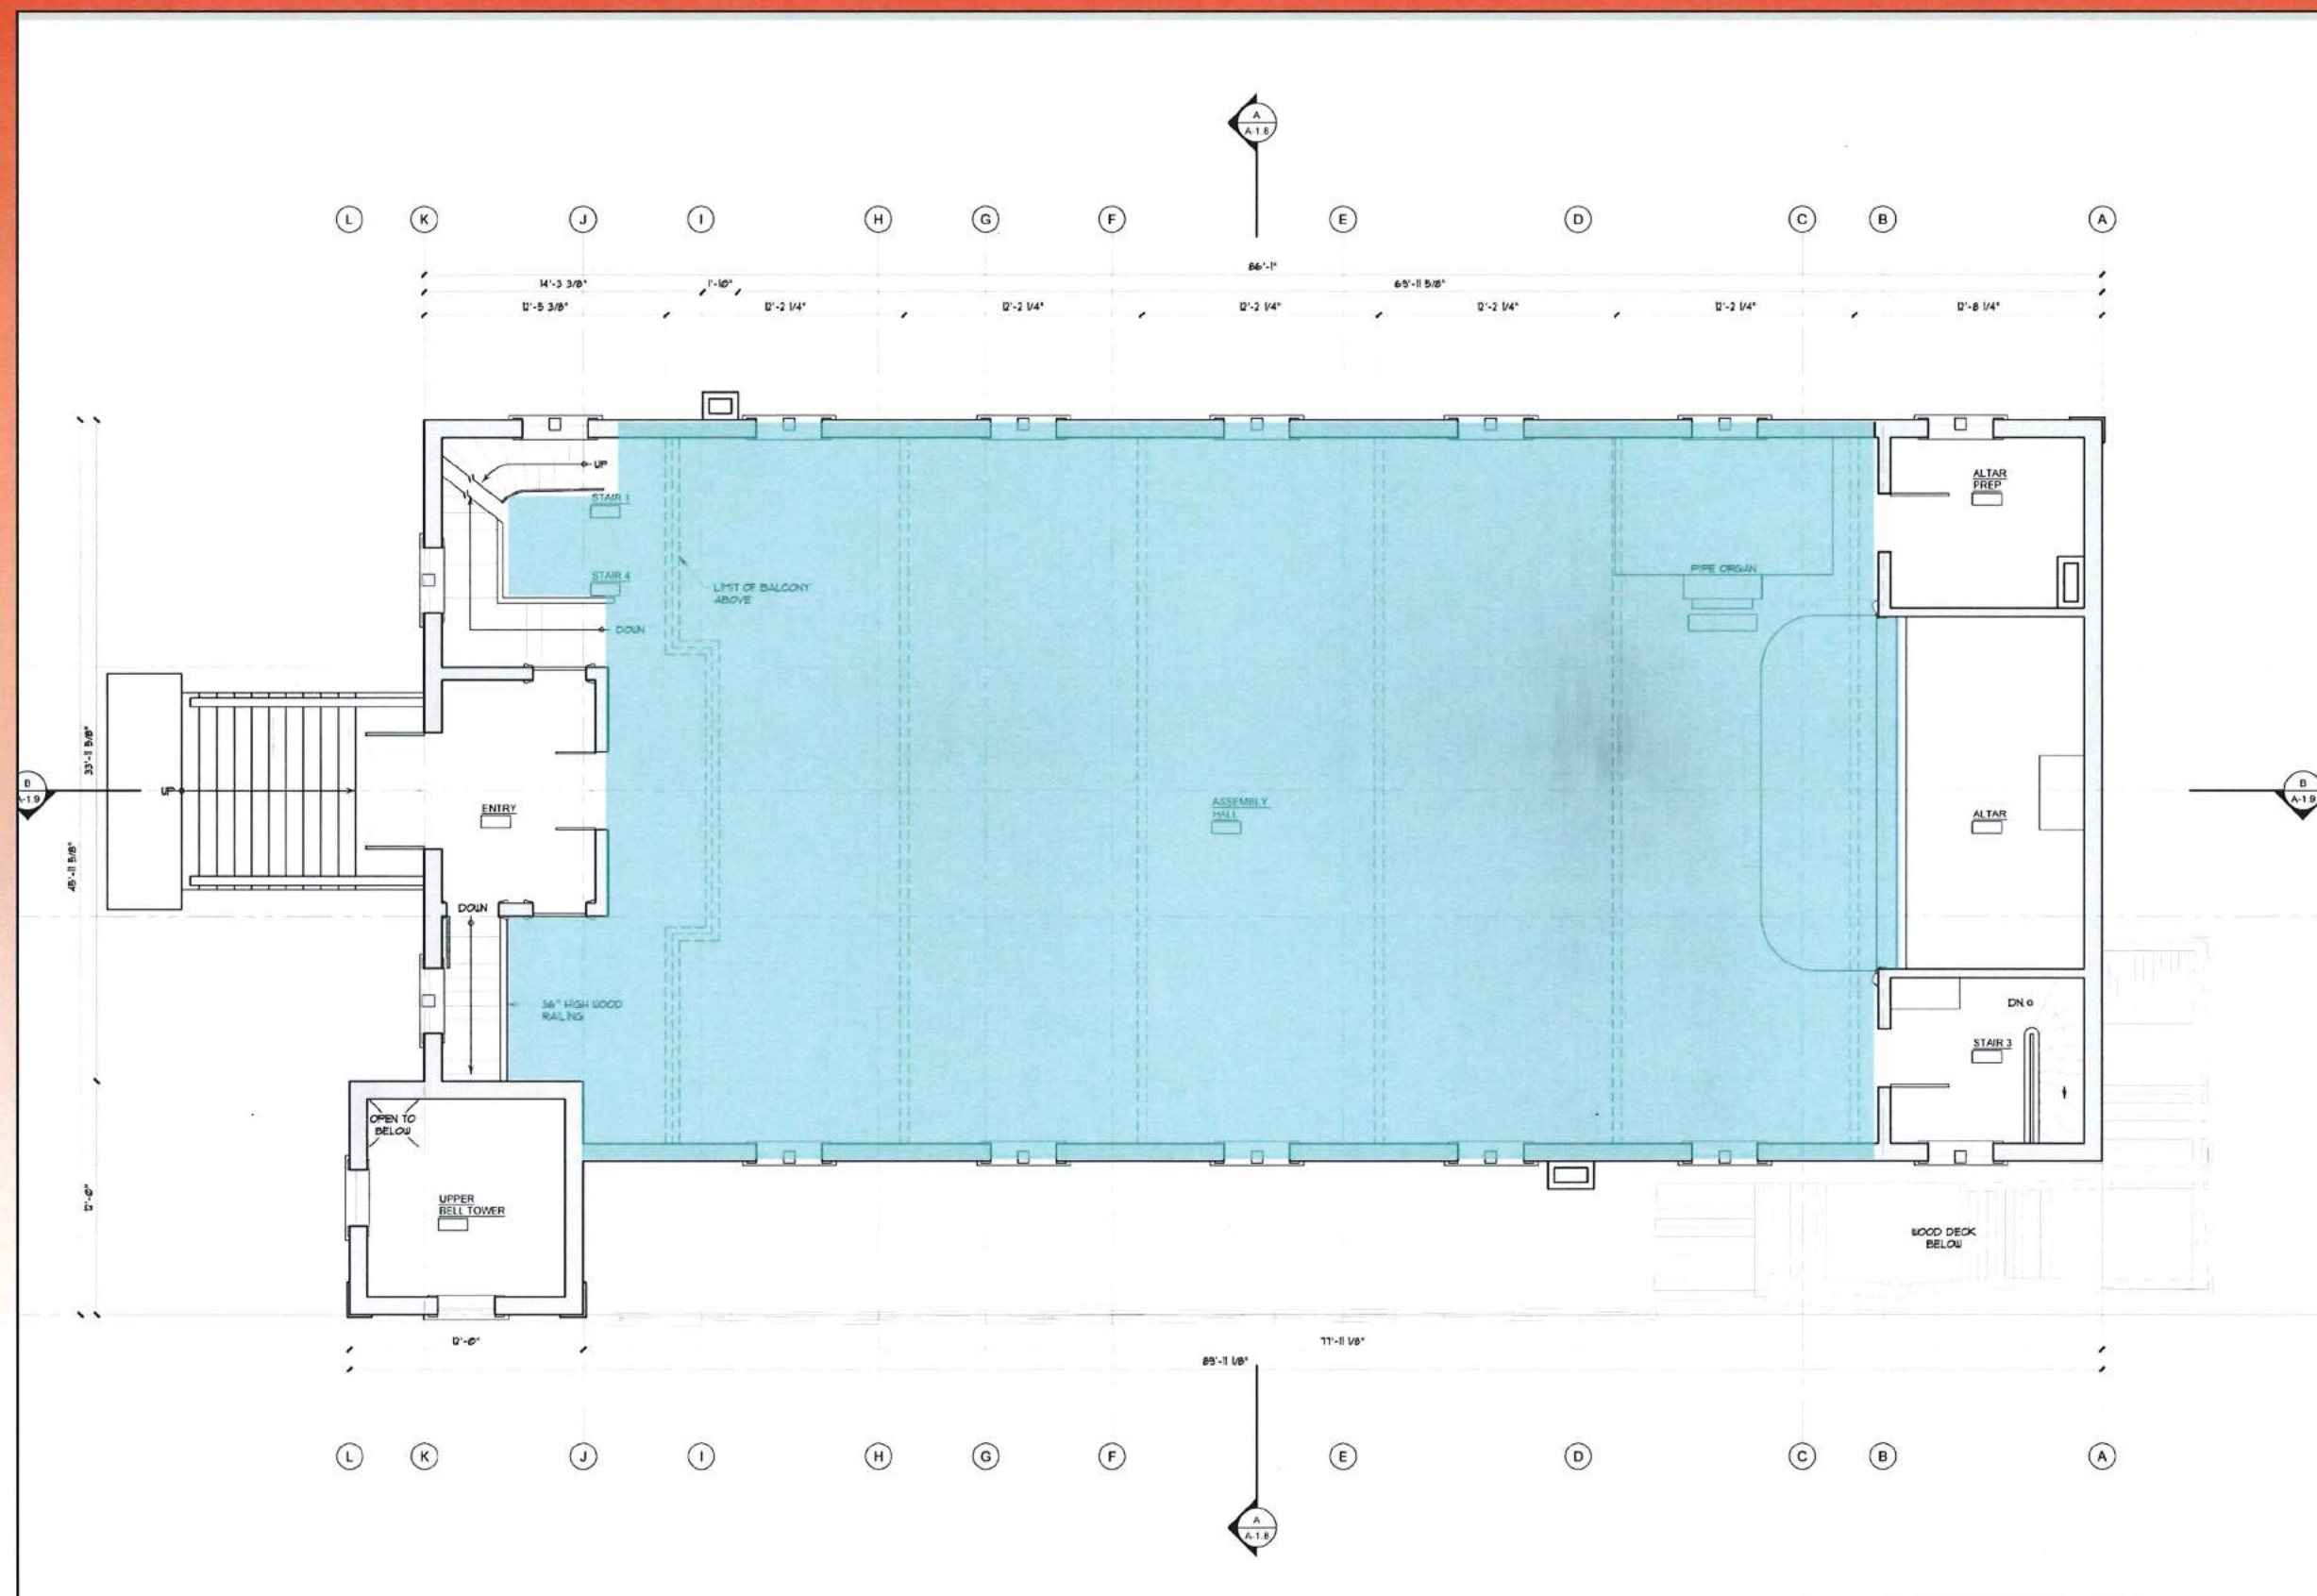 A
A-1.8
L K J I H G F E D C B A
86'-1"
14'-3 3/8" 1'-10" 69'-11 5/8"
12'-5 3/8" 12'-2 1/4" 12'-2 1/4" 12'-2 1/4" 12'-2 1/4" 12'-2 1/4" 12'-8 1/4"
UP
STAIR 1
ALTAR
PREP
PIPE ORGAN
STAIR 4
LIMIT OF BALCONY
ABOVE
DOWN
33'-11 5/8"
B
A-1.9
UP
ENTRY
ASSEMBLY
HALL
ALTAR
B
A-1.9
45'-11 5/8"
DOWN
36" HIGH WOOD
RAILING
DN.
STAIR 3
OPEN TO
BELOW
12'-0"
UPPER
BELL TOWER
WOOD DECK
BELOW
12'-0" 77'-11 1/8"
89'-11 1/8"
L K J I H G F E D C B A
A
A-1.8